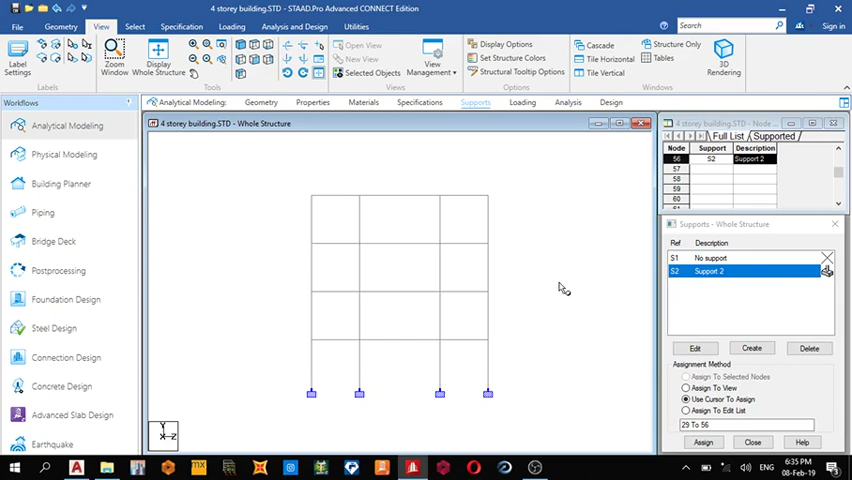 4 storey building.STD - STAAD.Pro Advanced CONNECT Edition
File Geometry View Select Specification Loading Analysis and Design Utilities Search Sign in
Label Settings
Labels
Zoom Window
Display Whole Structure
Tools
Open View
New View
Selected Objects
Views
View Management
Display Options
Set Structure Colors
Structural Tooltip Options
Options
Cascade
Tile Horizontal
Tile Vertical
Structure Only
Tables
Windows
3D Rendering
Workflows
Analytical Modeling: Geometry Properties Materials Specifications Supports Loading Analysis Design
Analytical Modeling
Physical Modeling
Building Planner
Piping
Bridge Deck
Postprocessing
Foundation Design
Steel Design
Connection Design
Concrete Design
Advanced Slab Design
Earthquake
4 storey building.STD - Whole Structure
Y
X Z
4 storey building.STD - Node ...
Full List Supported
Node Support Description
56 S2 Support 2
57
58
59
60
Supports - Whole Structure
Ref Description
S1 No support
S2 Support 2
Edit Create Delete
Assignment Method
Assign To Selected Nodes
Assign To View
Use Cursor To Assign
Assign To Edit List
29 To 56
Assign Close Help
A mx ENG 6:35 PM
08-Feb-19 3